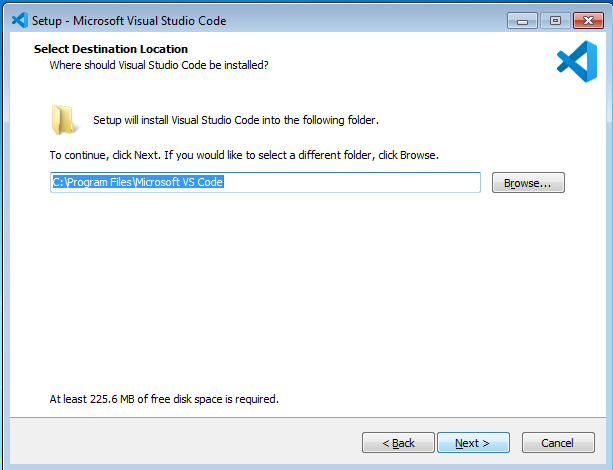 Setup - Microsoft Visual Studio Code
Select Destination Location
Where should Visual Studio Code be installed?
Setup will install Visual Studio Code into the following folder.
To continue, click Next. If you would like to select a different folder, click Browse.
C:\Program Files\Microsoft VS Code
Browse...
At least 225.6 MB of free disk space is required.
< Back
Next >
Cancel